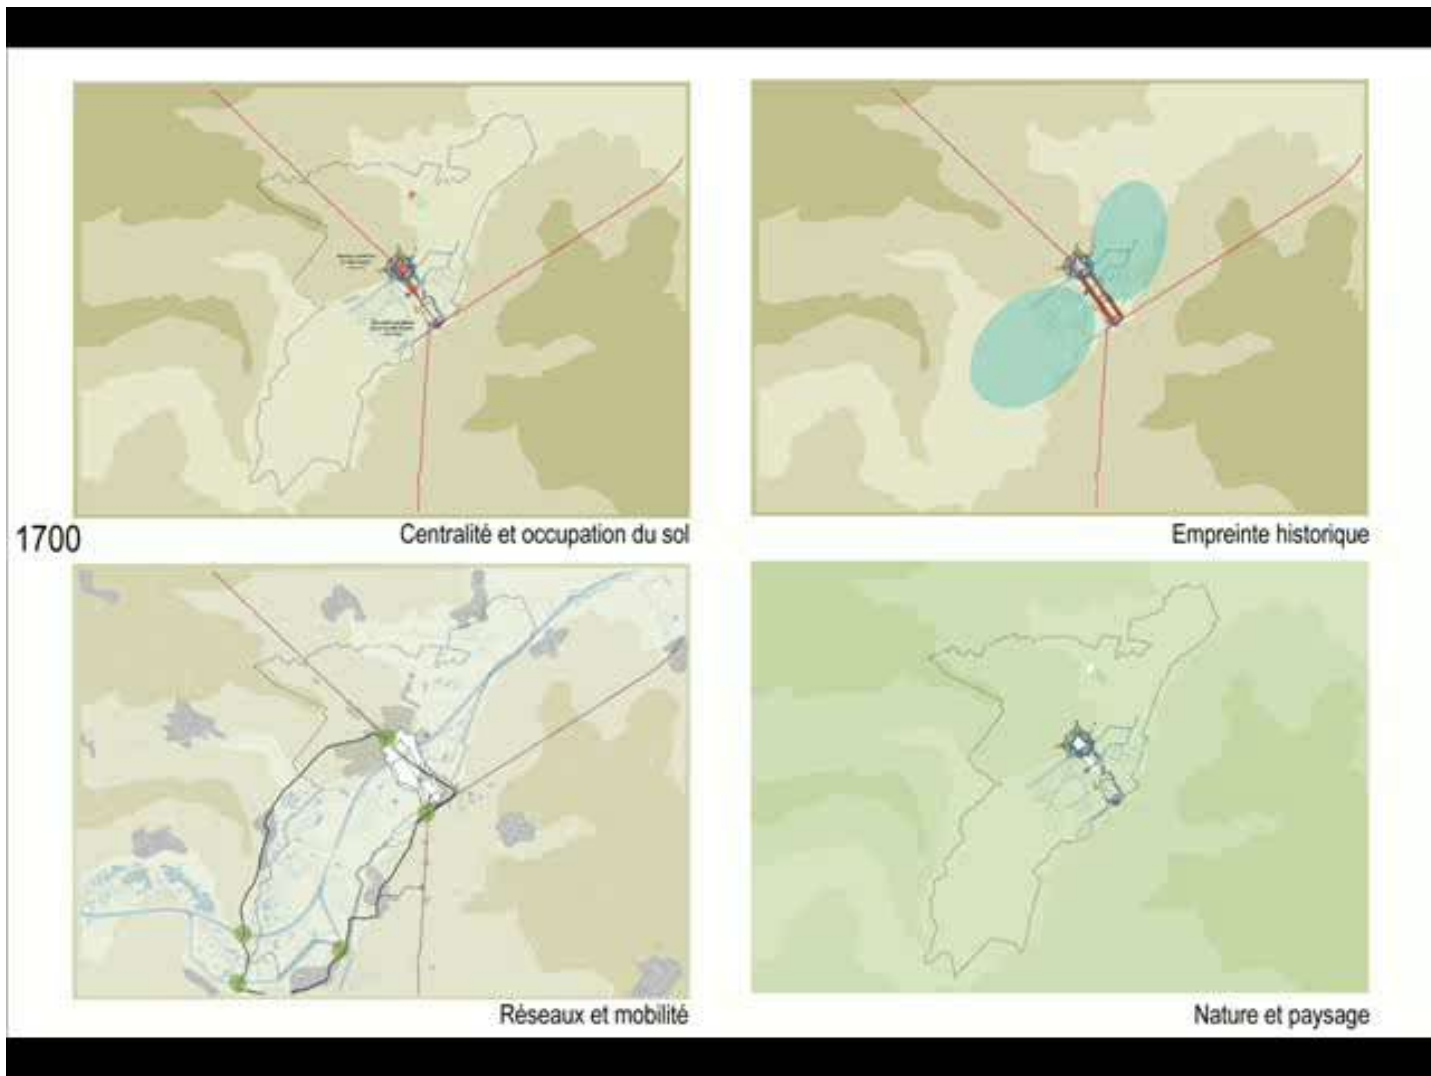 Centralité et occupation du sol
Empreinte historique
1700
Réseaux et mobilité
Nature et paysage